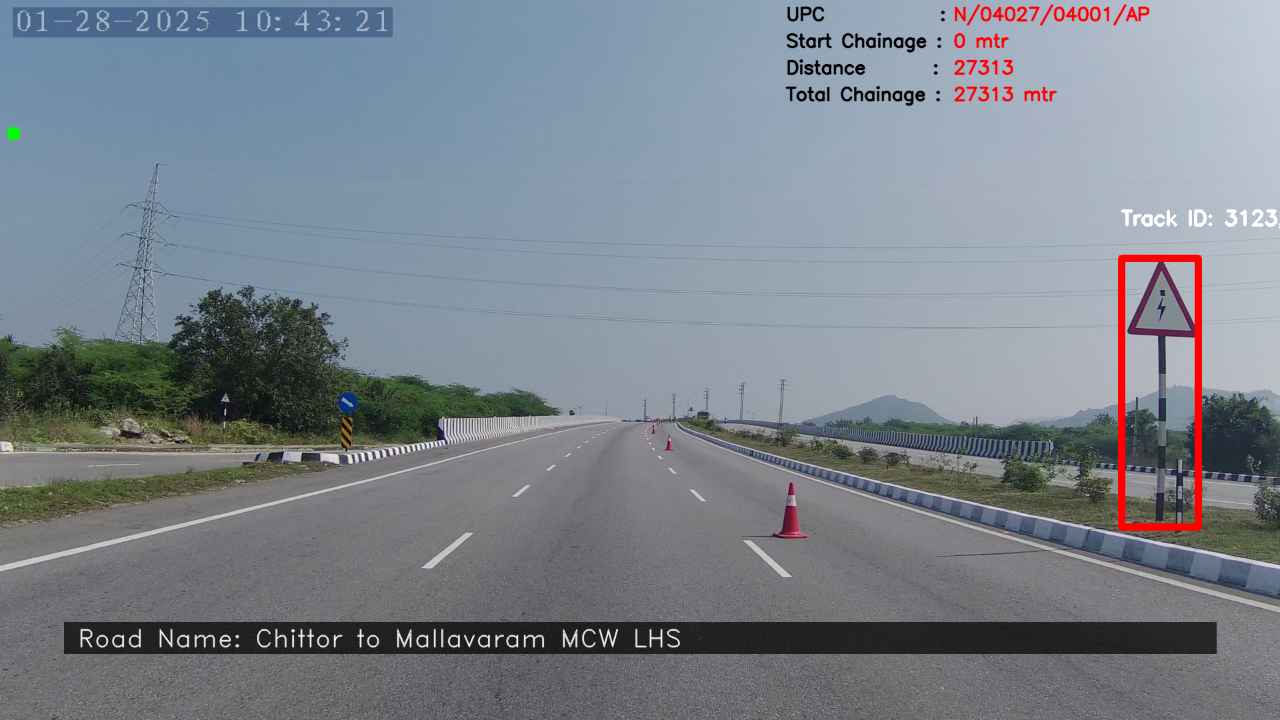 01-28-2025 10:43:21
UPC : N/04027/04001/AP
Start Chainage : 0 mtr
Distance : 27313
Total Chainage : 27313 mtr
Track ID: 3123,
Road Name: Chittor to Mallavaram MCW LHS